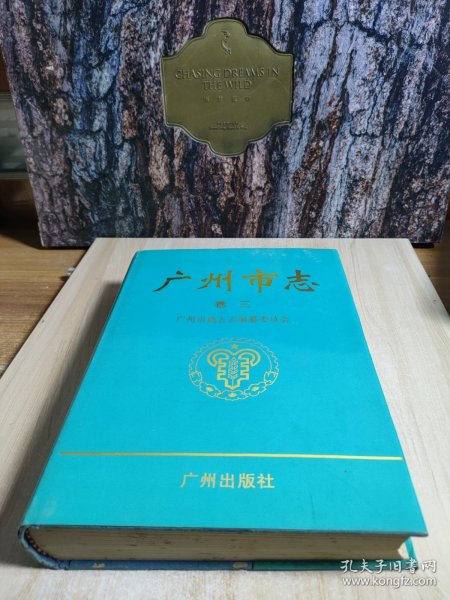 CHASING DREAMS IN
THE WILD
广州市志
卷三
广州市地方志编纂委员会
广州出版社
孔夫子旧书网
www.kongfz.com